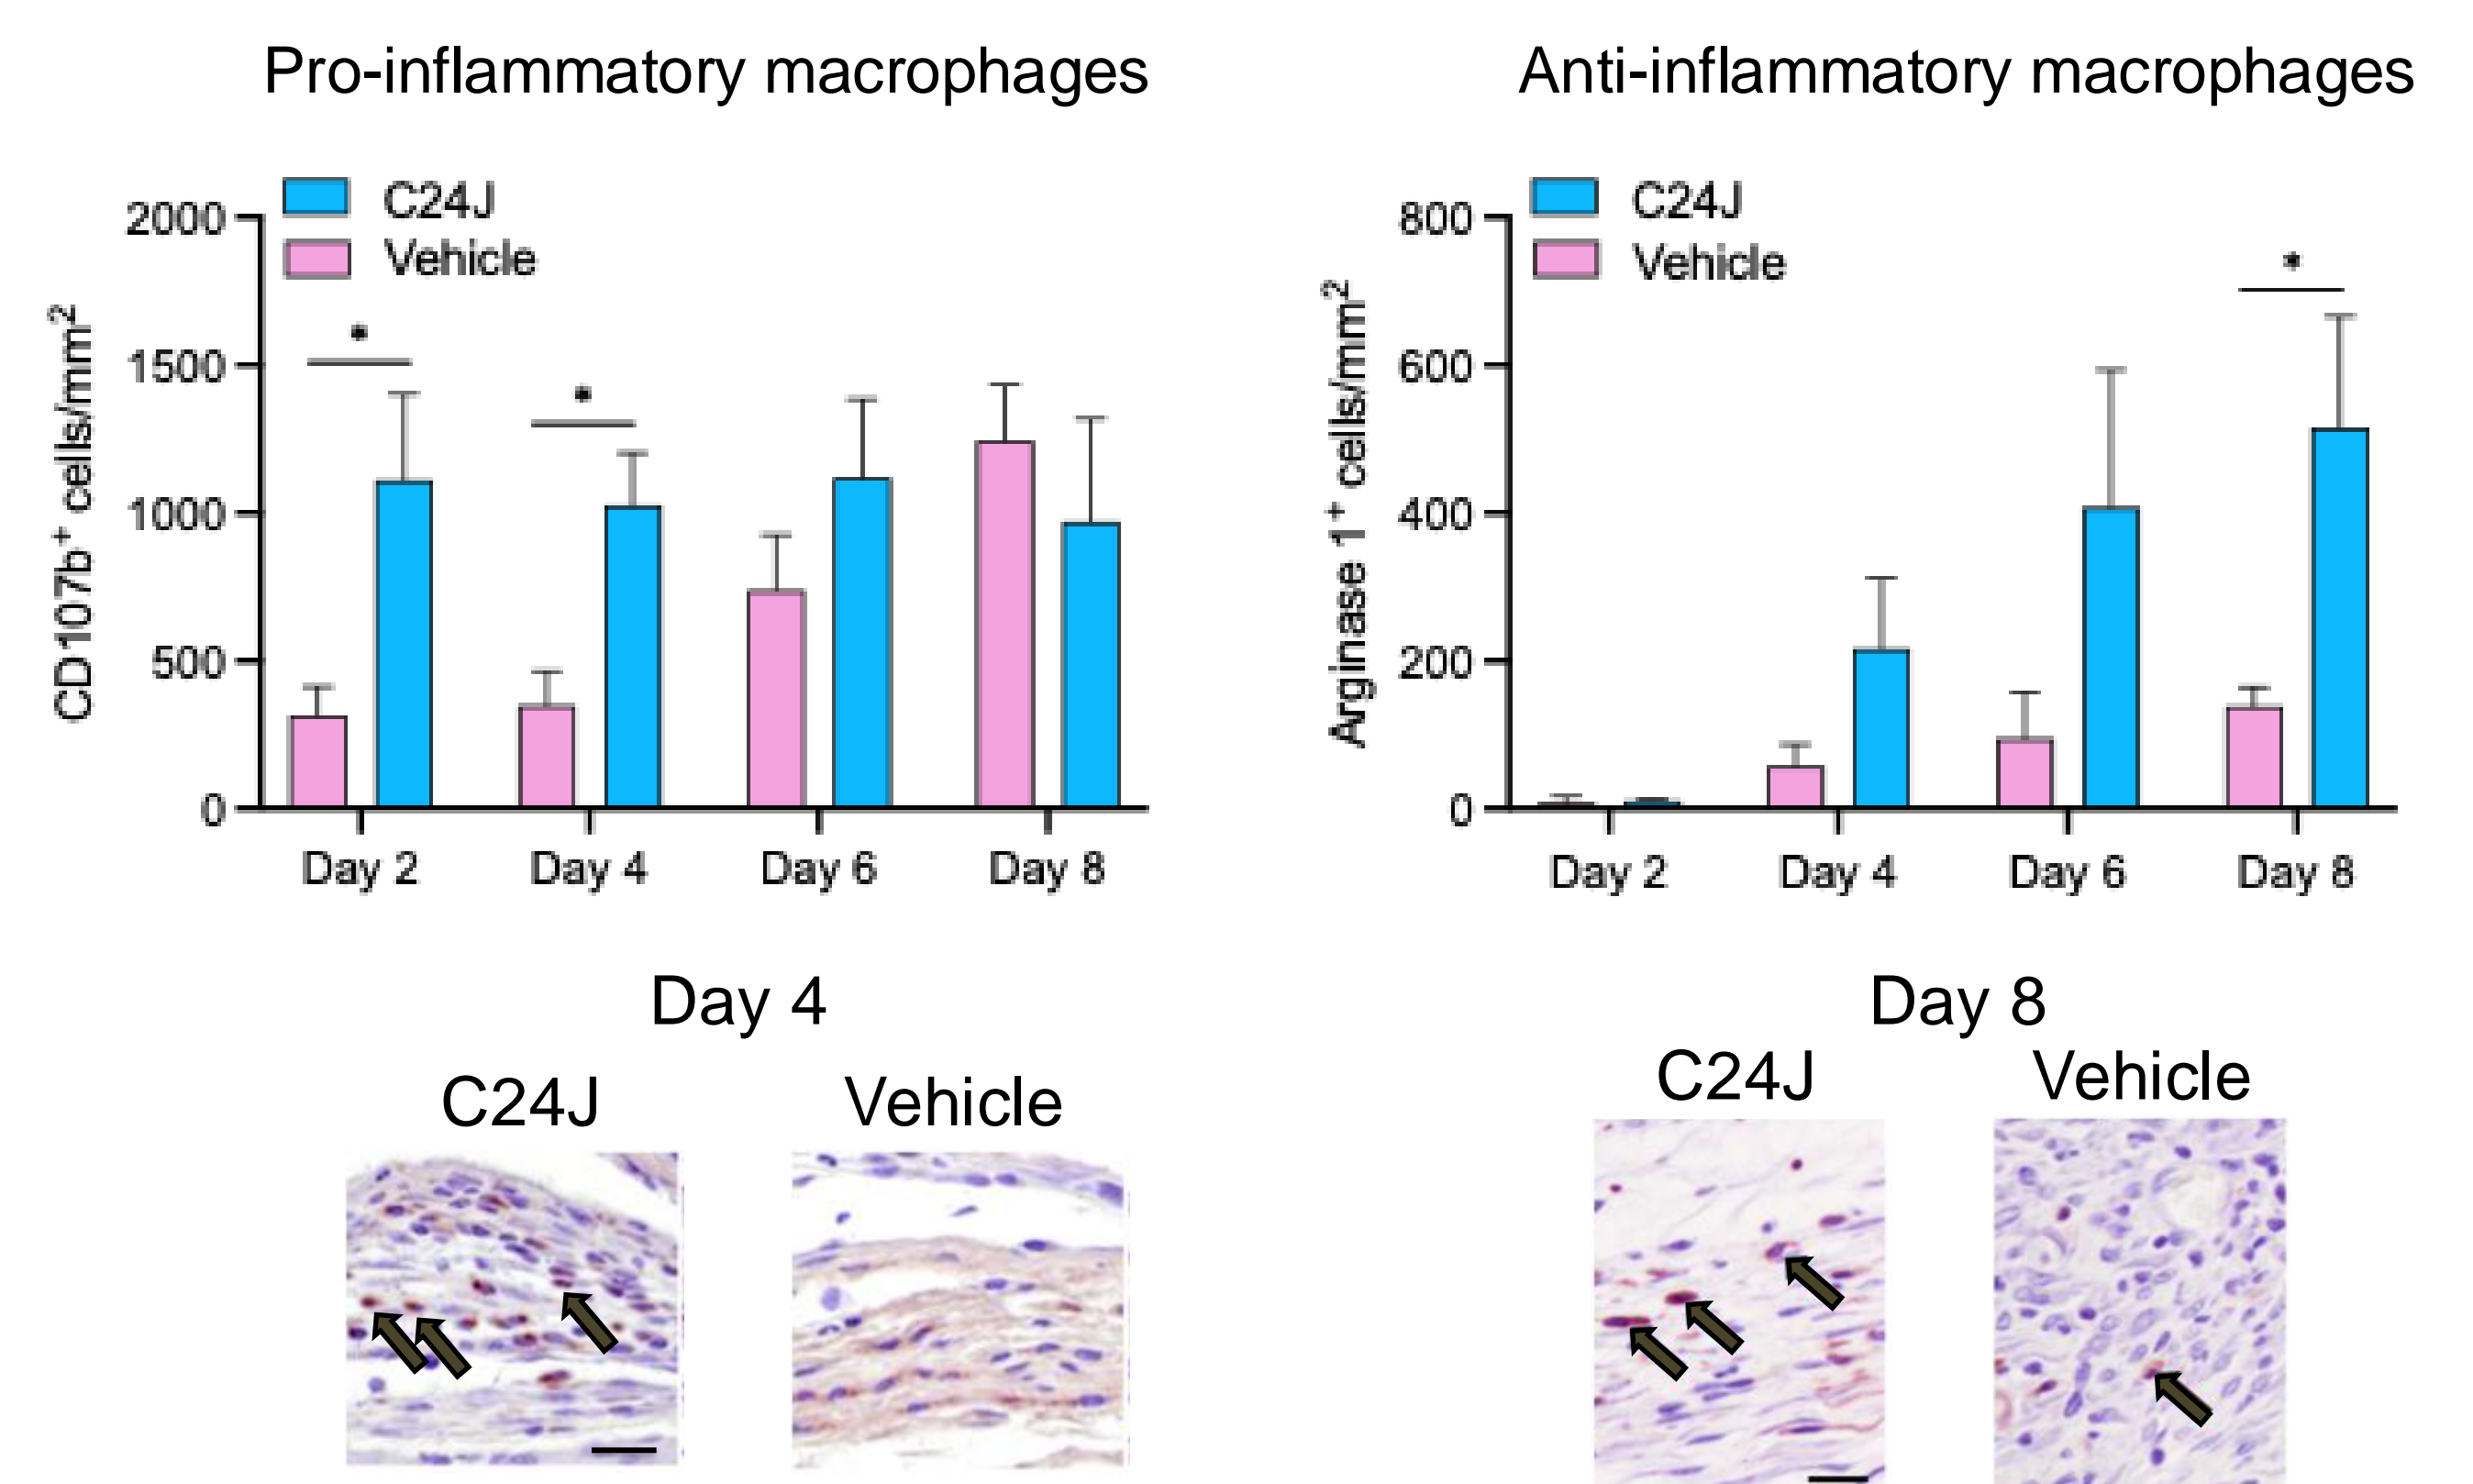 Pro-inflammatory macrophages
C24J
Vehicle
CD107b⁺ cells/mm²
2000
1500
1000
500
0
*
*
Day 2 Day 4 Day 6 Day 8
Anti-inflammatory macrophages
C24J
Vehicle
Arginase 1⁺ cells/mm²
800
600
400
200
0
*
Day 2 Day 4 Day 6 Day 8
Day 4
C24J Vehicle
Day 8
C24J Vehicle